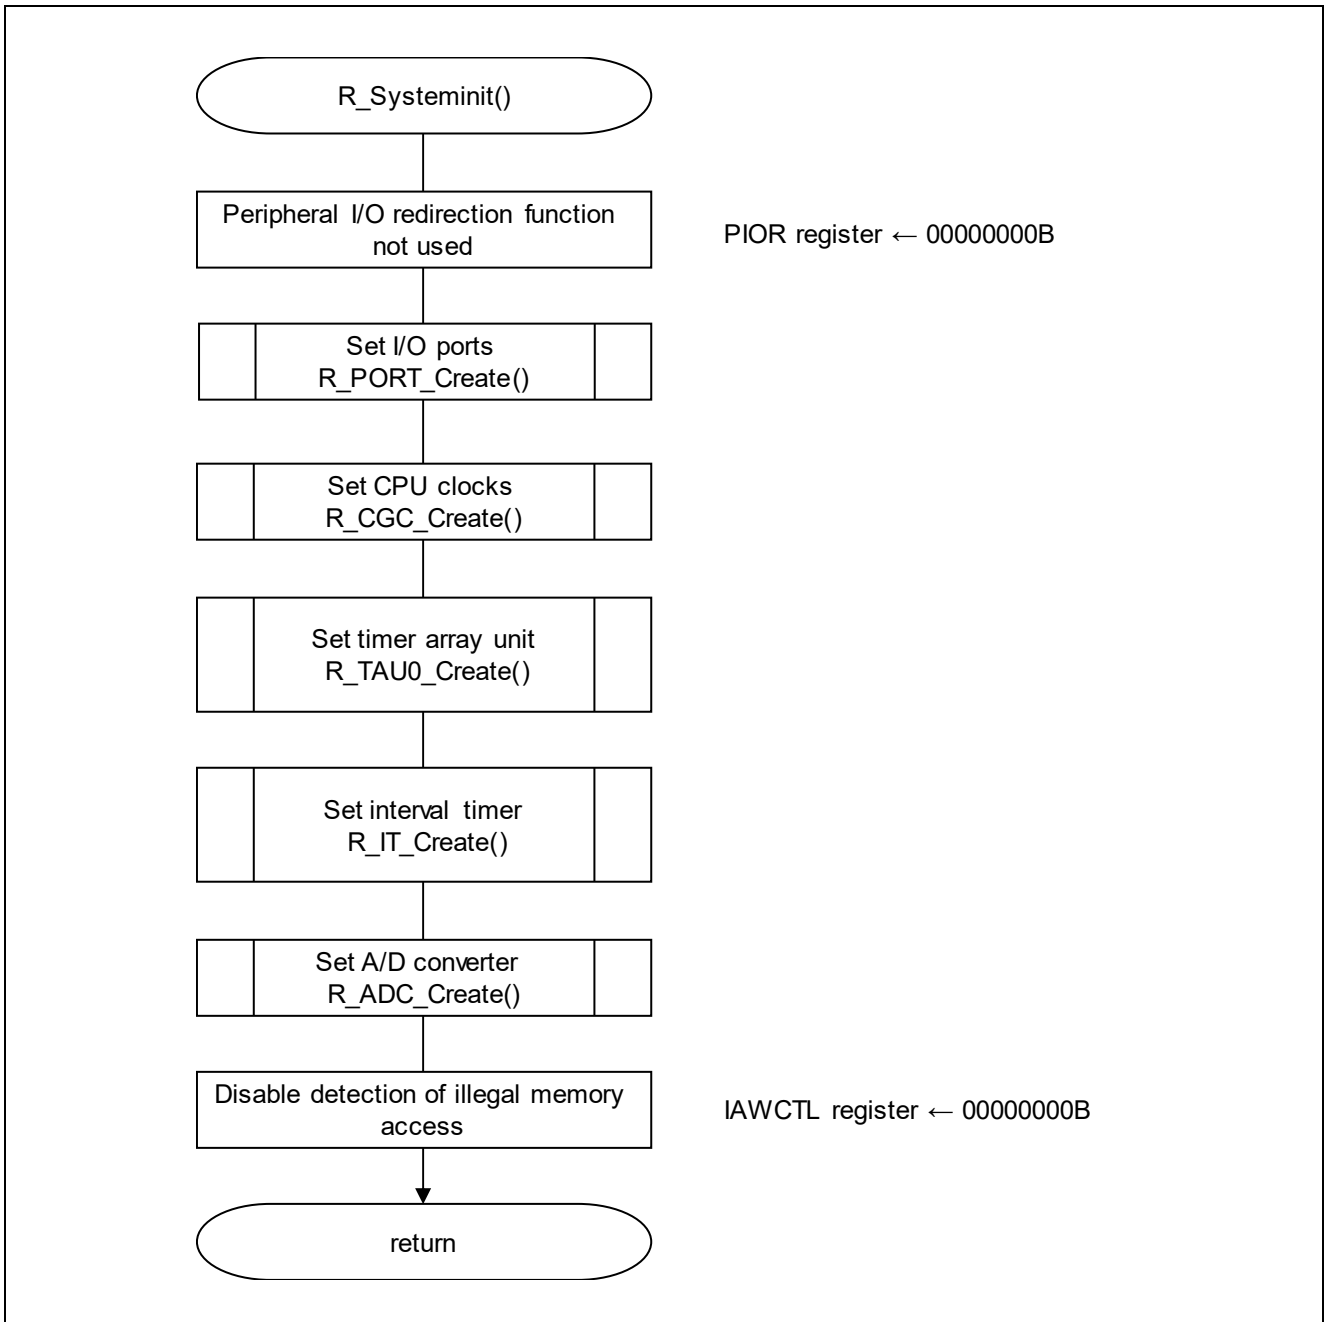 R_Systeminit()
Peripheral I/O redirection function
not used
PIOR register ← 00000000B
Set I/O ports
R_PORT_Create()
Set CPU clocks
R_CGC_Create()
Set timer array unit
R_TAU0_Create()
Set interval timer
R_IT_Create()
Set A/D converter
R_ADC_Create()
Disable detection of illegal memory
access
IAWCTL register ← 00000000B
return